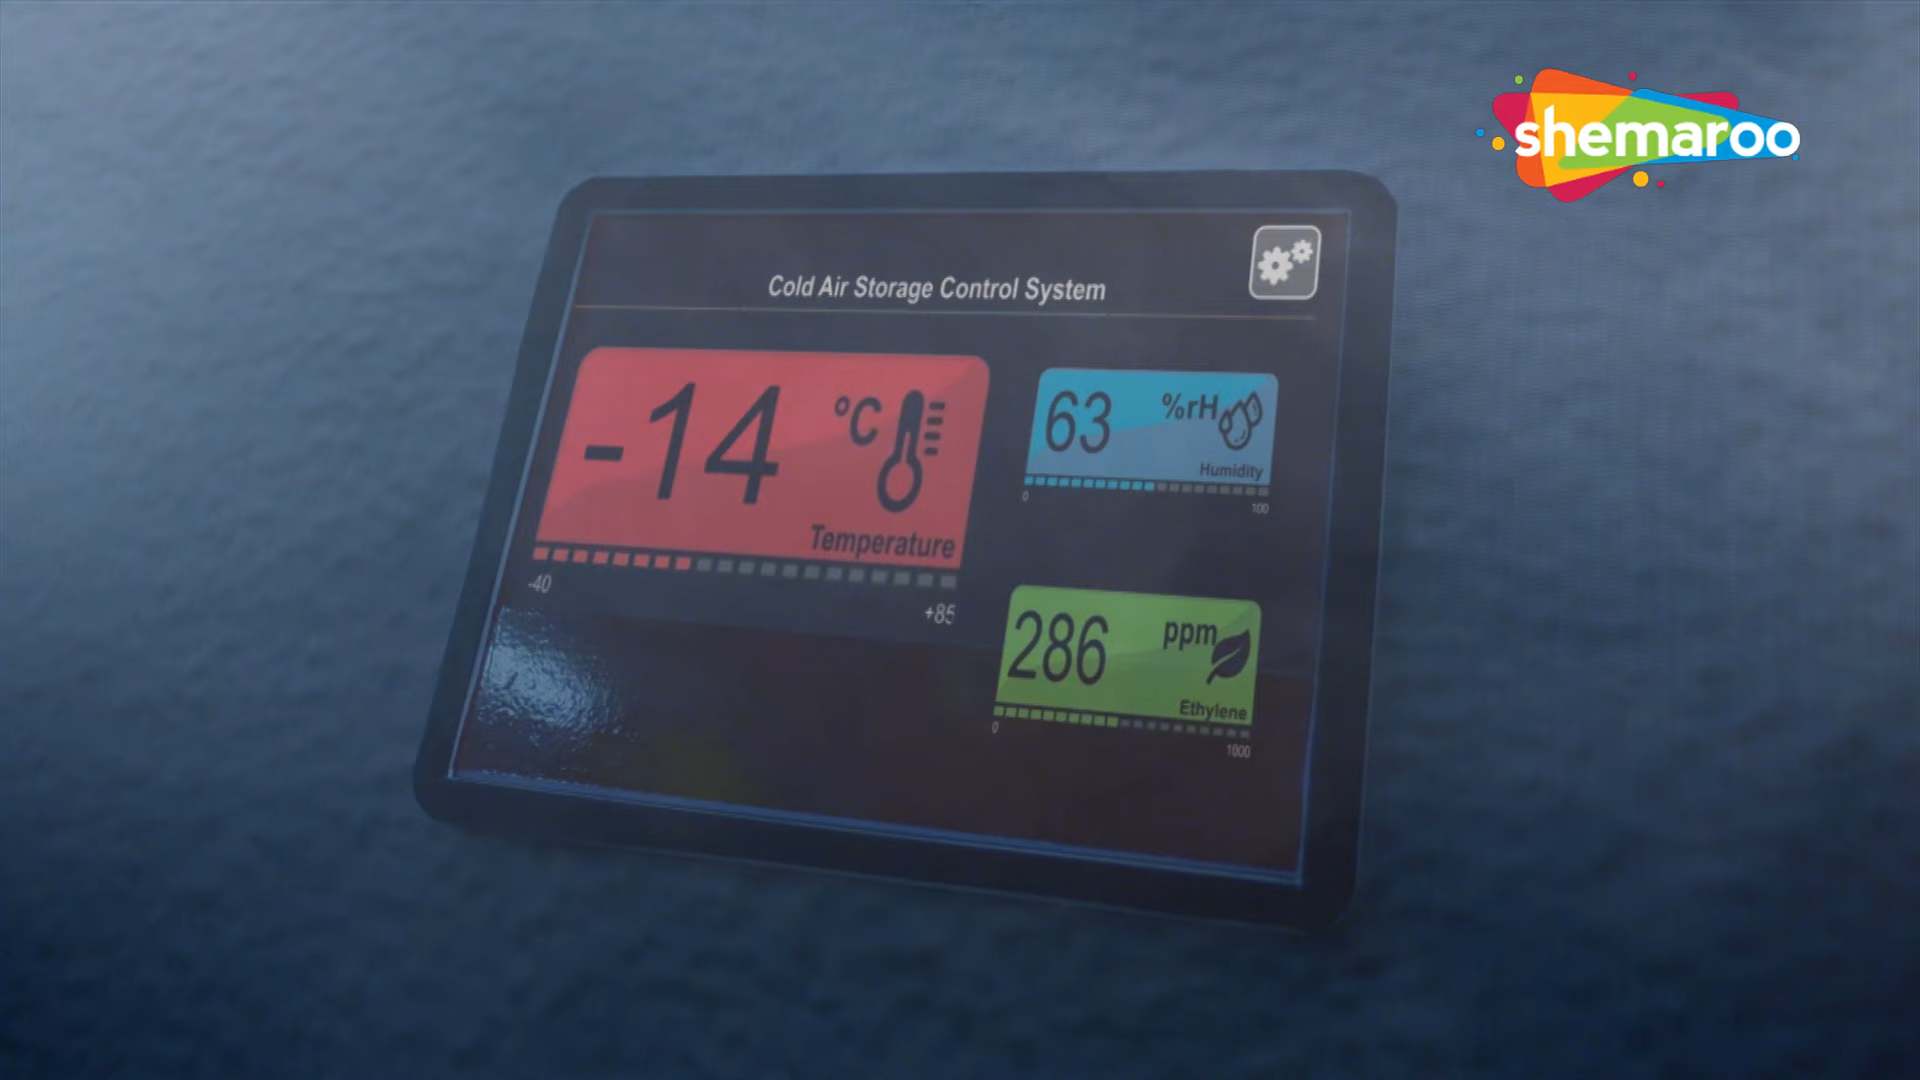 shemaroo
Cold Air Storage Control System
-14 °C
Temperature
-40 +85
63 %rH
Humidity
0 100
286 ppm
Ethylene
0 1000